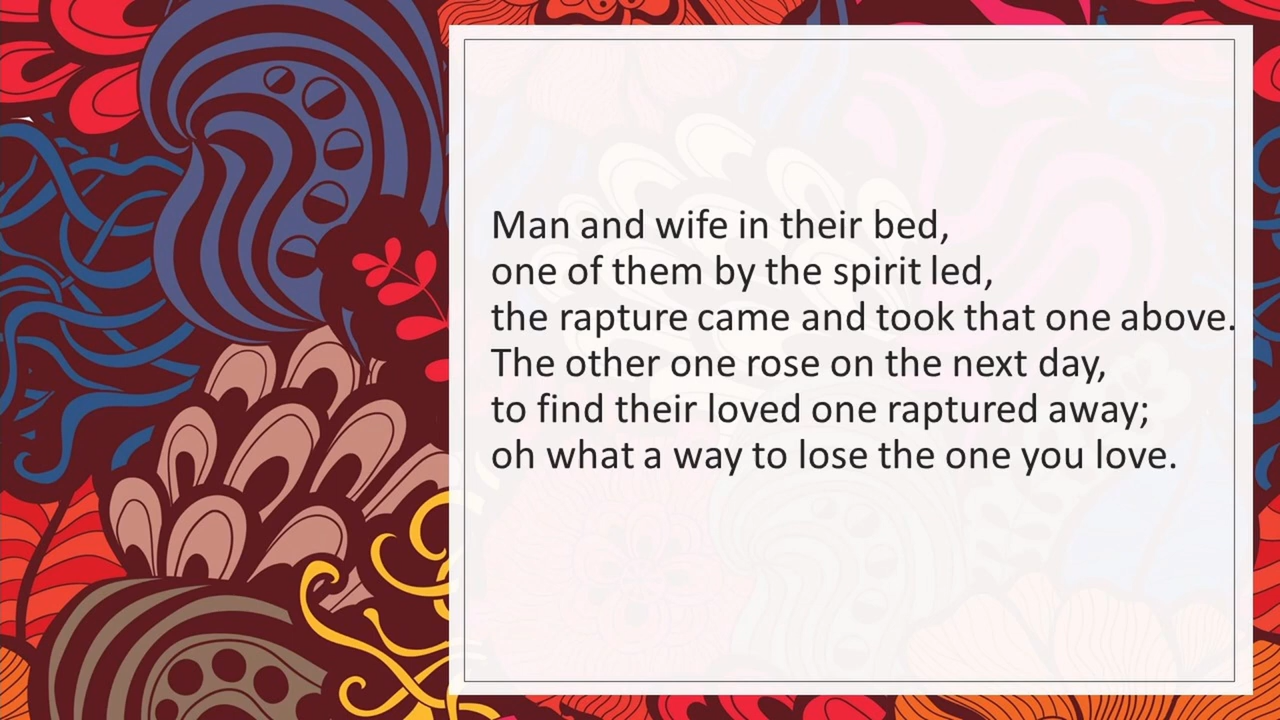 Man and wife in their bed,
one of them by the spirit led,
the rapture came and took that one above.
The other one rose on the next day,
to find their loved one raptured away;
oh what a way to lose the one you love.